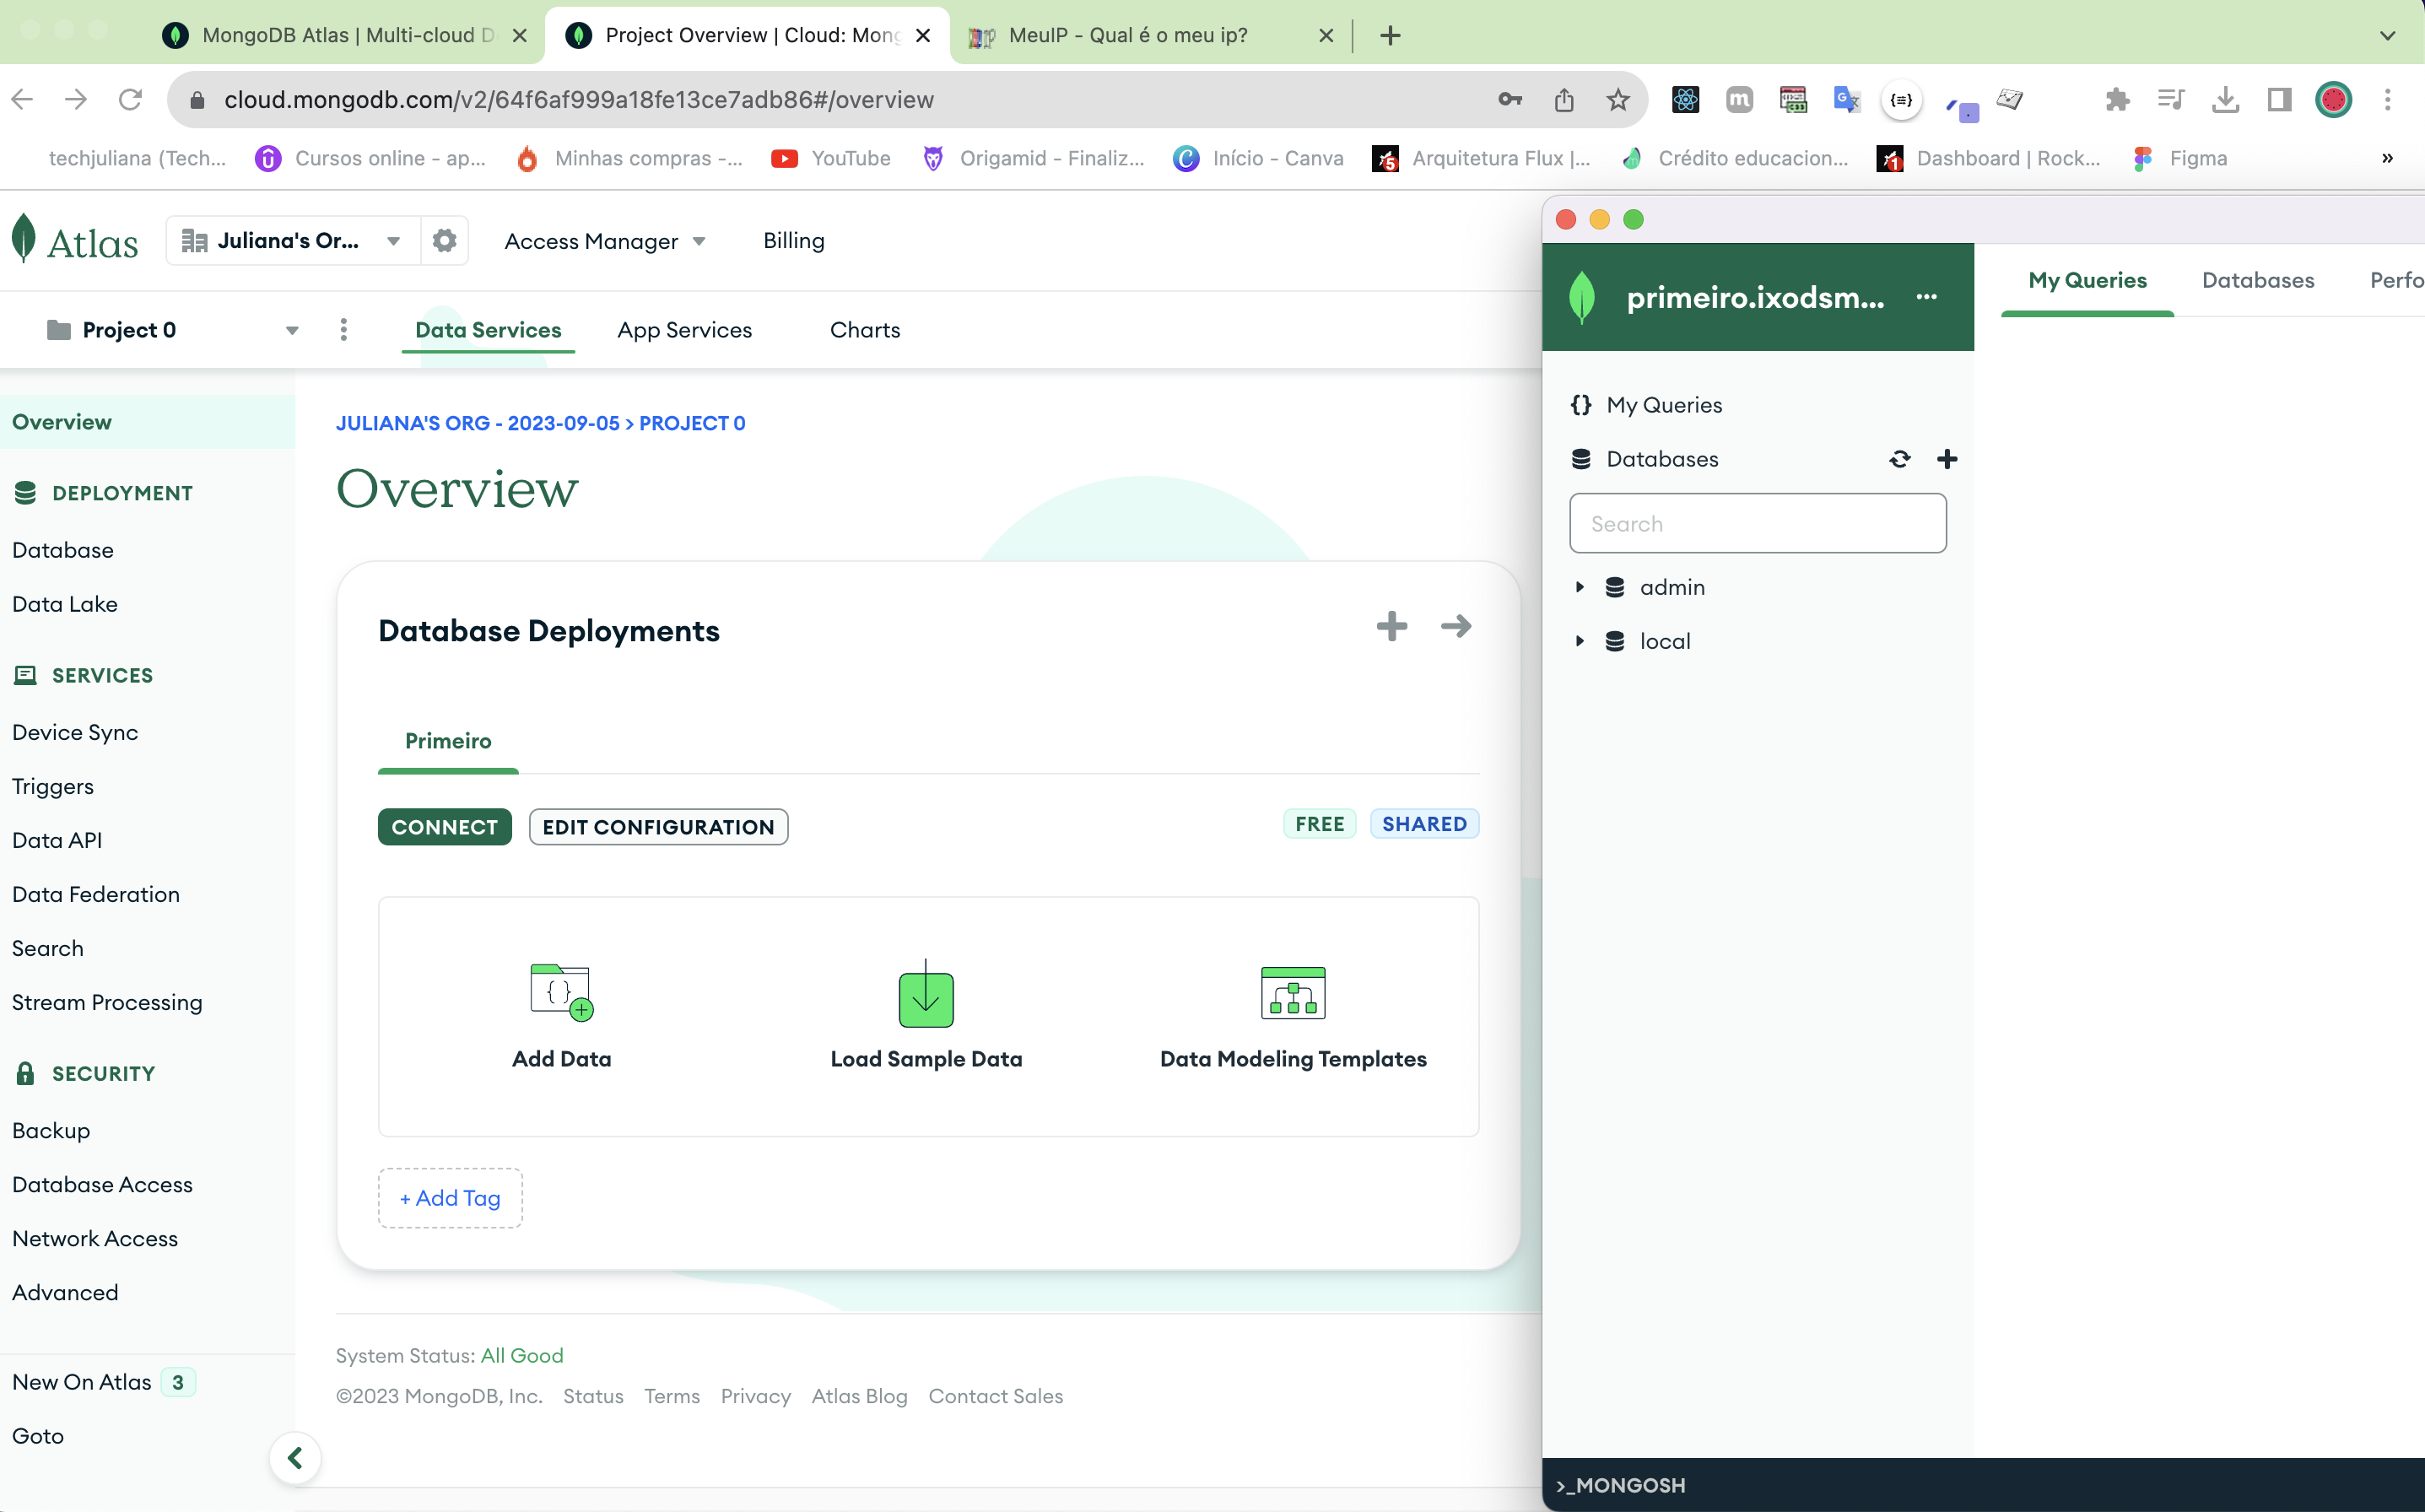 MongoDB Atlas | Multi-cloud D
Project Overview | Cloud: Mong
MeuIP - Qual é o meu ip?
cloud.mongodb.com/v2/64f6af999a18fe13ce7adb86#/overview
techjuliana (Tech...
Cursos online - ap...
Minhas compras -...
YouTube
Origamid - Finaliz...
Início - Canva
Arquitetura Flux |...
Crédito educacion...
Dashboard | Rock...
Figma
»
Atlas
Juliana's Or...
Access Manager
Billing
Project 0
Data Services
App Services
Charts
Overview
DEPLOYMENT
Database
Data Lake
SERVICES
Device Sync
Triggers
Data API
Data Federation
Search
Stream Processing
SECURITY
Backup
Database Access
Network Access
Advanced
New On Atlas 3
Goto
JULIANA'S ORG - 2023-09-05 > PROJECT 0
Overview
Database Deployments
Primeiro
CONNECT
EDIT CONFIGURATION
FREE
SHARED
Add Data
Load Sample Data
Data Modeling Templates
+ Add Tag
System Status: All Good
©2023 MongoDB, Inc. Status Terms Privacy Atlas Blog Contact Sales
primeiro.ixodsm... ...
My Queries
Databases
Perfo
{} My Queries
Databases
Search
admin
local
>_MONGOSH